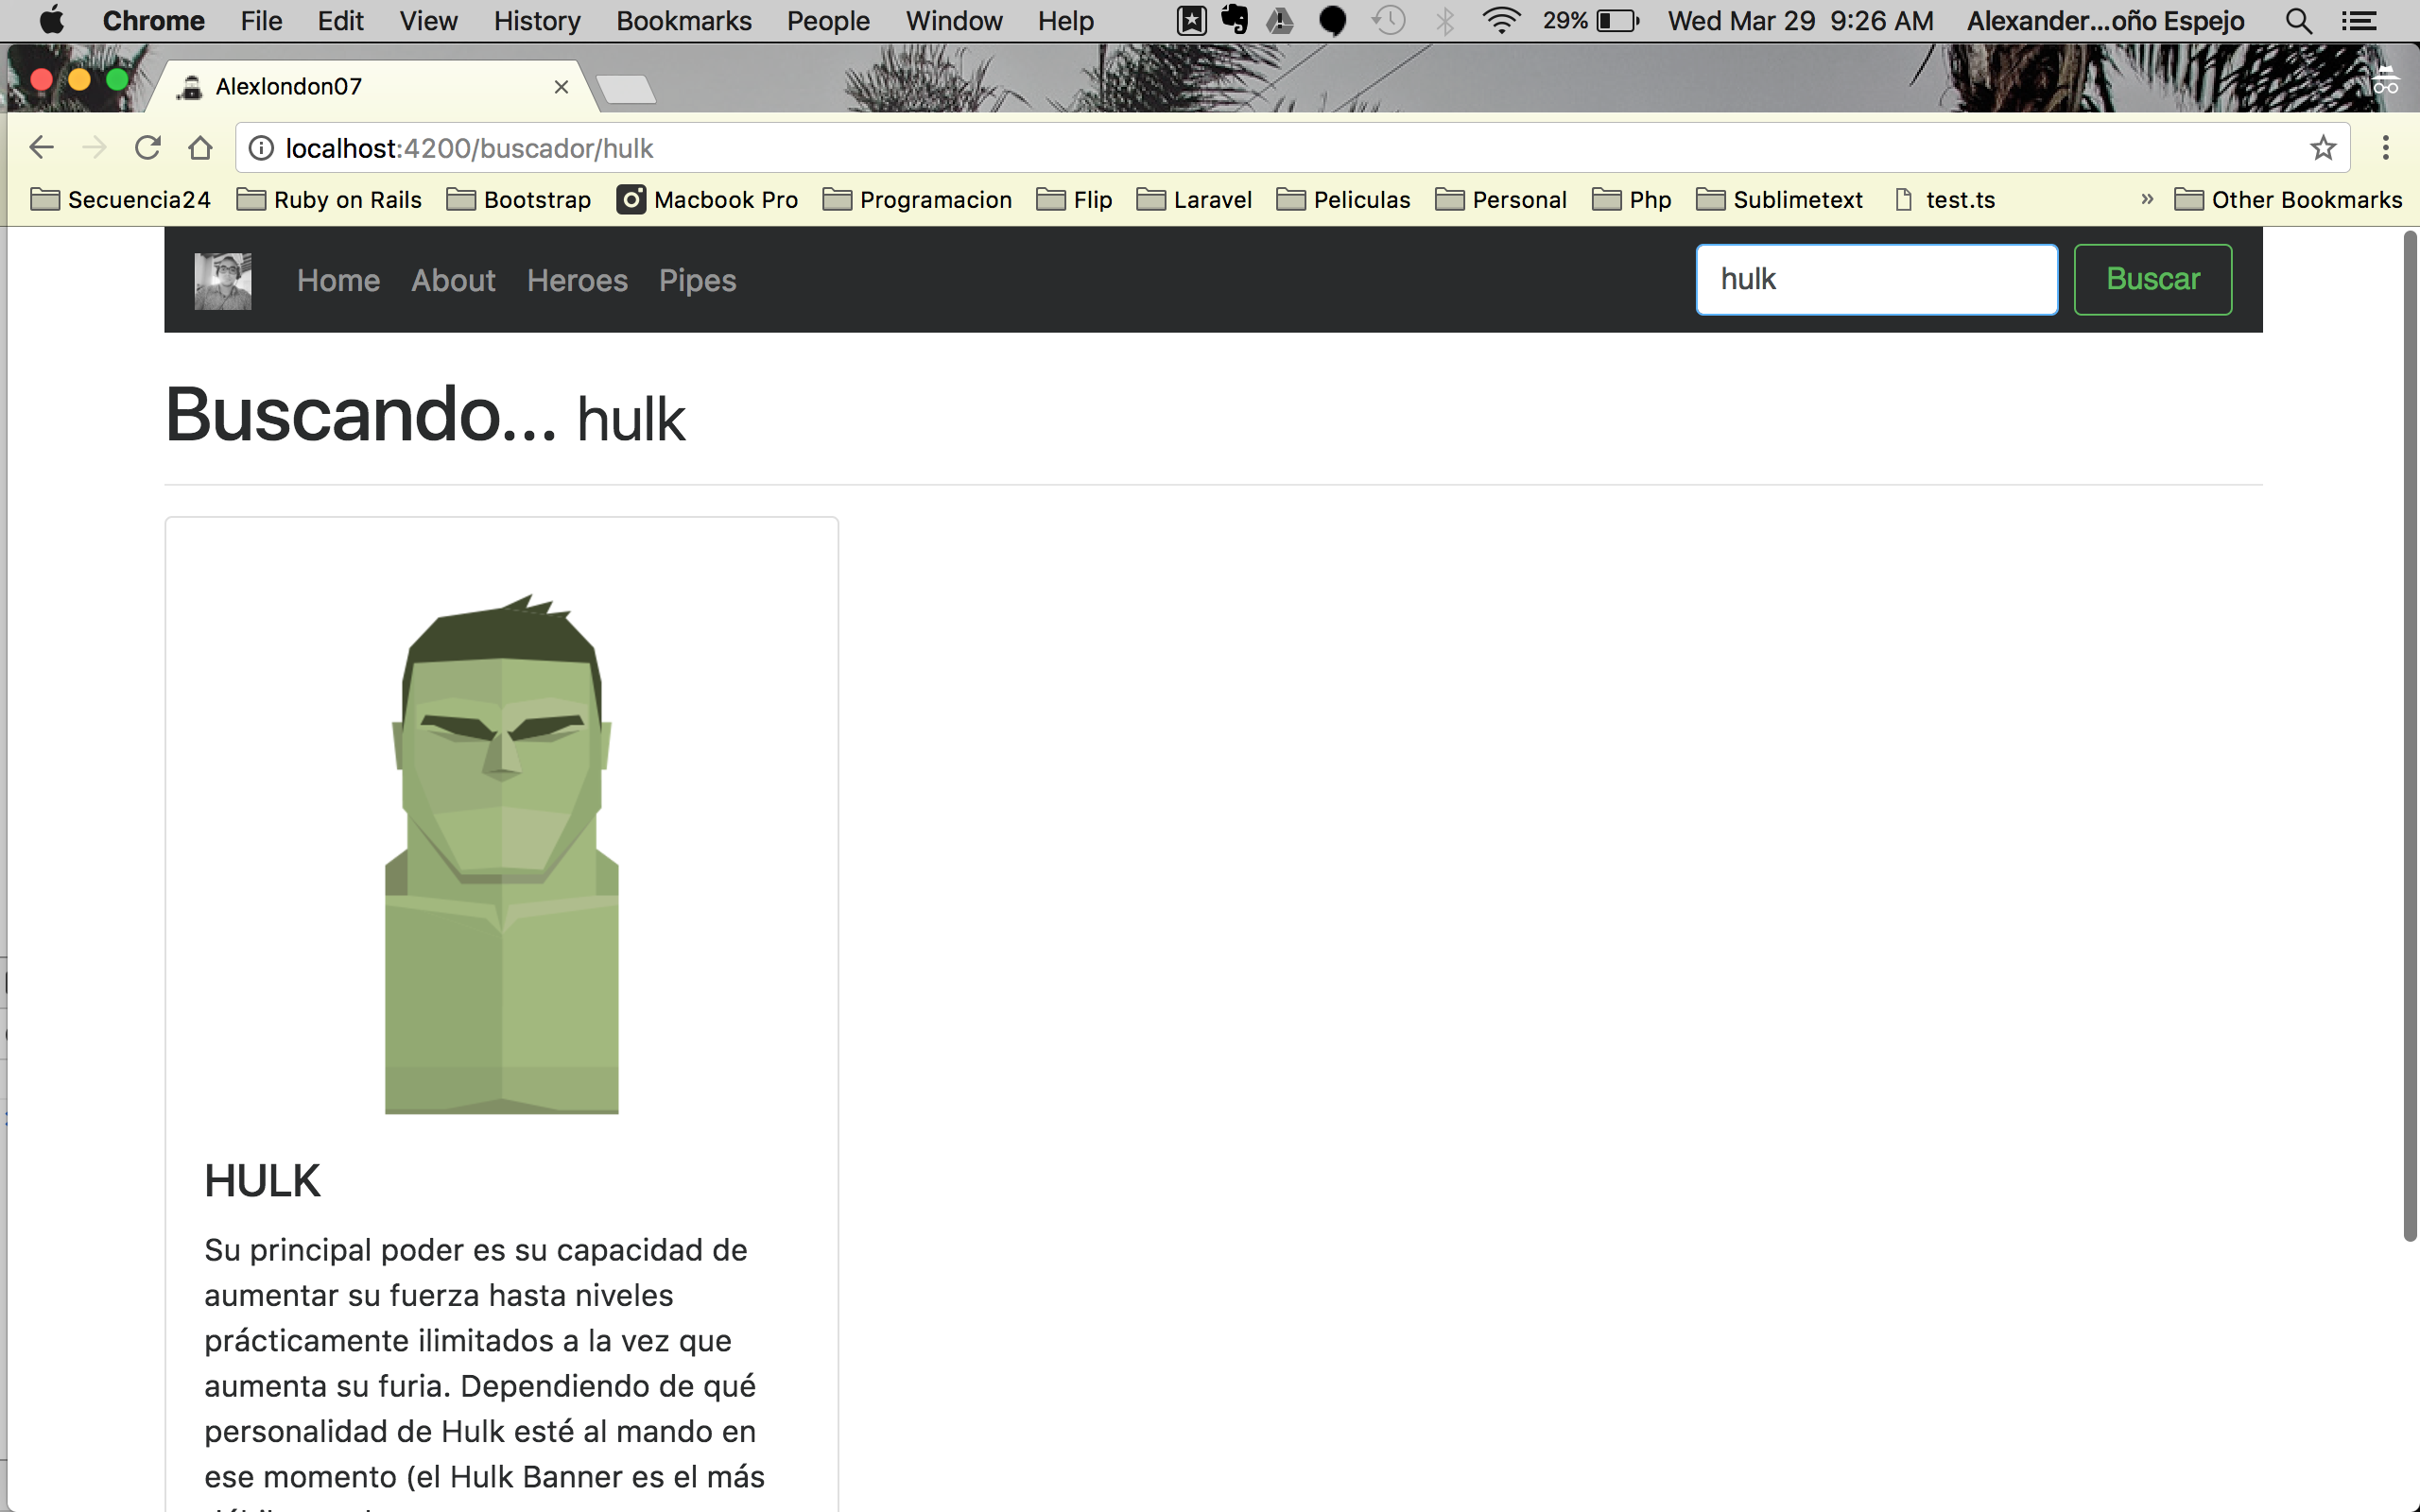 Chrome File Edit View History Bookmarks People Window Help 29% Wed Mar 29 9:26 AM Alexander...oño Espejo
Alexlondon07
localhost:4200/buscador/hulk
Secuencia24 Ruby on Rails Bootstrap Macbook Pro Programacion Flip Laravel Peliculas Personal Php Sublimetext test.ts » Other Bookmarks
Home About Heroes Pipes hulk Buscar
Buscando... hulk
HULK
Su principal poder es su capacidad de
aumentar su fuerza hasta niveles
prácticamente ilimitados a la vez que
aumenta su furia. Dependiendo de qué
personalidad de Hulk esté al mando en
ese momento (el Hulk Banner es el más